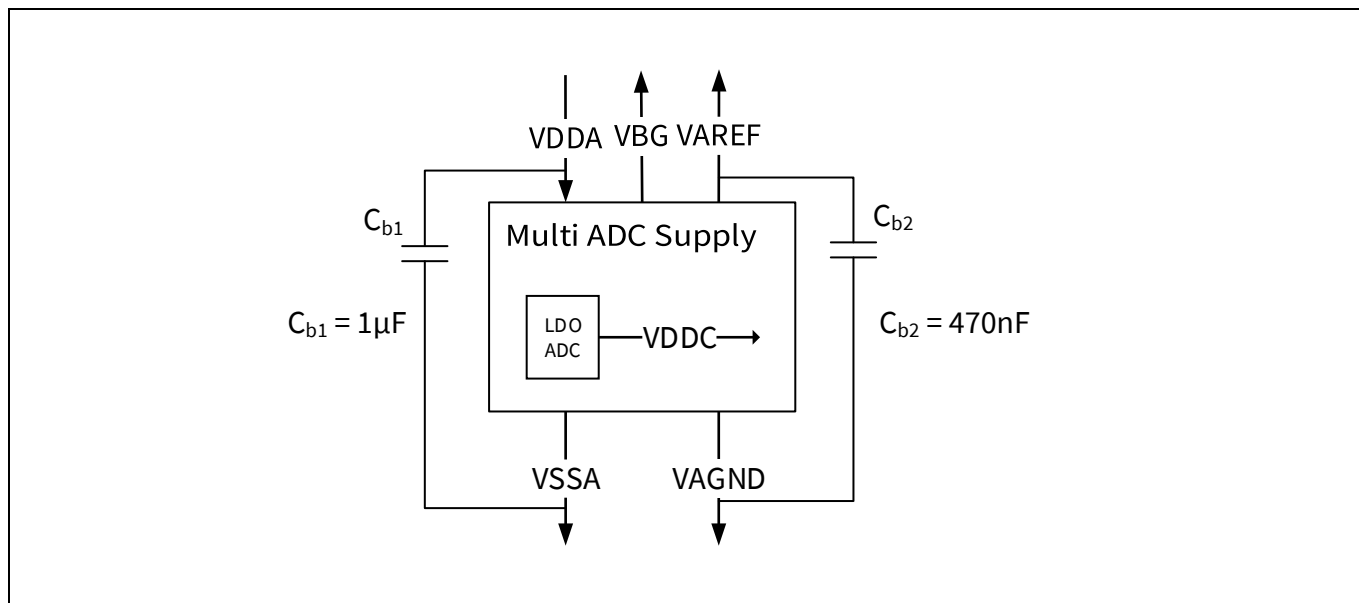 VDDA VBG VAREF
C_b1
C_b2
Multi ADC Supply
C_b1 = 1µF
LDO
ADC
VDDC
C_b2 = 470nF
VSSA
VAGND